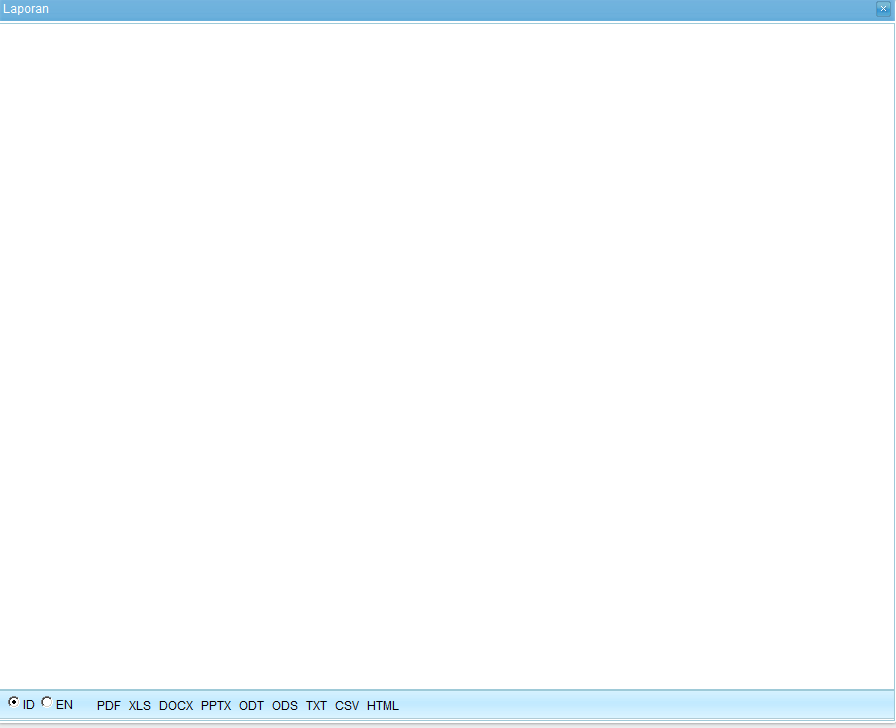 Laporan
ID EN PDF XLS DOCX PPTX ODT ODS TXT CSV HTML